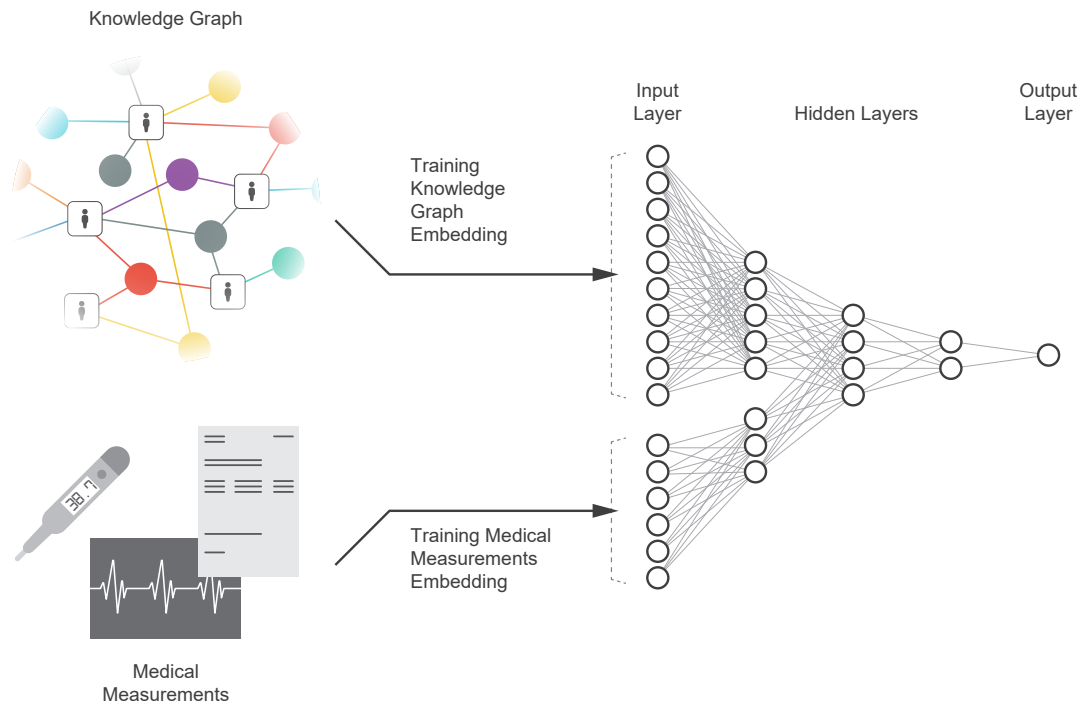 Knowledge Graph
Input
Layer
Hidden Layers
Output
Layer
Training
Knowledge
Graph
Embedding
38.7
Training Medical
Measurements
Embedding
Medical
Measurements